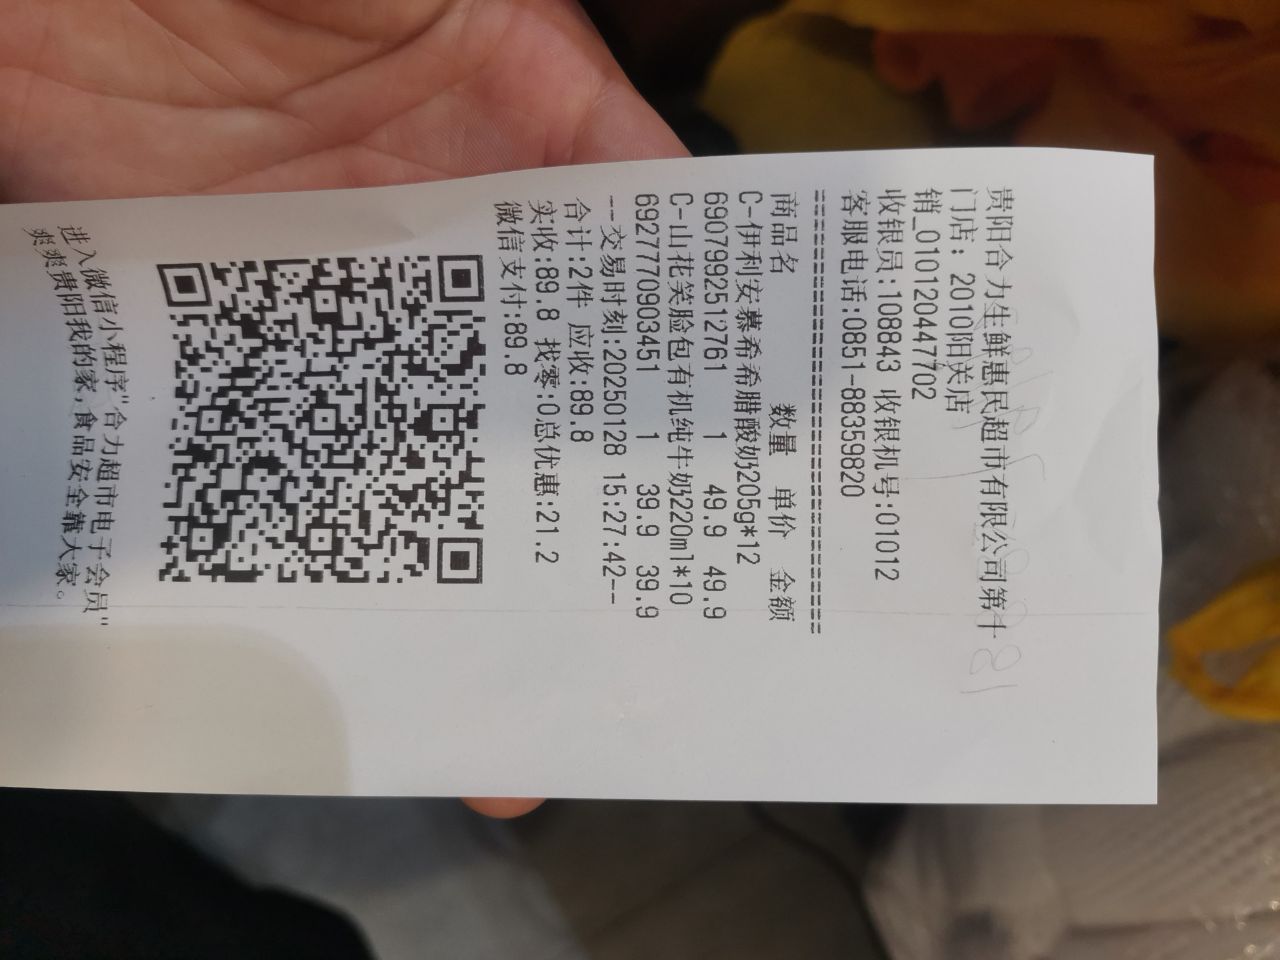 贵阳合力生鲜惠民超市有限公司第十
门店: 2010阳关店
销_010120447702
收银员:108843 收银机号:01012
客服电话:0851-88359820
================================
商品名 数量 单价 金额
C-伊利安慕希希腊酸奶205g*12
6907992512761 1 49.9 49.9
C-山花笑脸包有机纯牛奶220ml*10
6927770903451 1 39.9 39.9
--交易时刻:20250128 15:27:42--
合计:2件 应收:89.8
实收:89.8 找零:0总优惠:21.2
微信支付:89.8
进入微信小程序"合力超市电子会员"
爽爽贵阳我的家,食品安全靠大家。